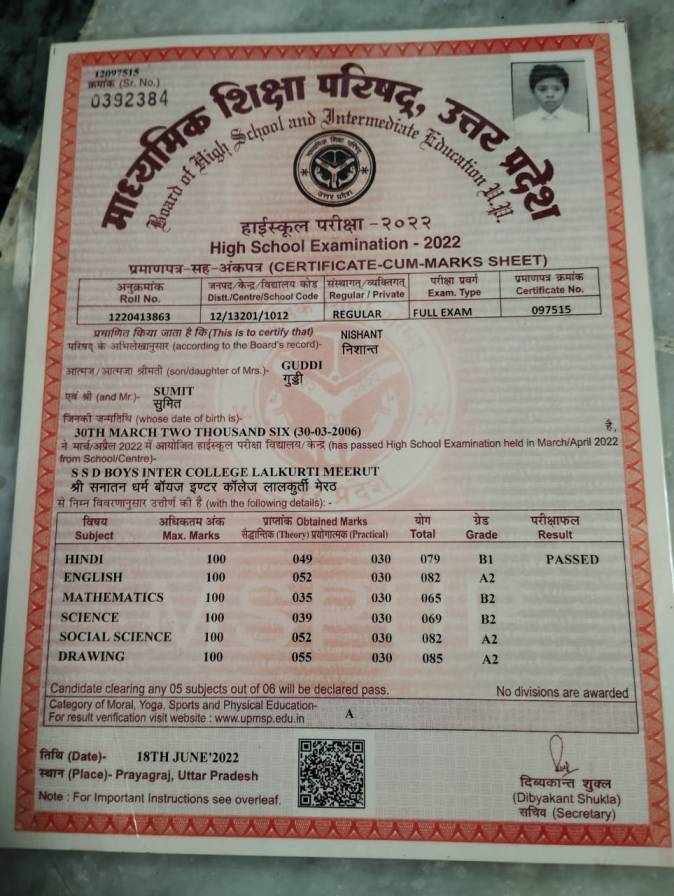 12097515
क्रमांक (Sr. No.)
0392384
माध्यमिक शिक्षा परिषद्, उत्तर प्रदेश
Board of High School and Intermediate Education U.P.
माध्यमिक शिक्षा परिषद्
उत्तर प्रदेश
हाईस्कूल परीक्षा -२०२२
High School Examination - 2022
प्रमाणपत्र-सह-अंकपत्र (CERTIFICATE-CUM-MARKS SHEET)
अनुक्रमांक जनपद/केन्द्र/विद्यालय कोड संस्थागत/व्यक्तिगत परीक्षा प्रवर्ग प्रमाणपत्र क्रमांक
Roll No. Distt./Centre/School Code Regular / Private Exam. Type Certificate No.
1220413863 12/13201/1012 REGULAR FULL EXAM 097515
प्रमाणित किया जाता है कि(This is to certify that) NISHANT
परिषद के अभिलेखानुसार (according to the Board's record)- निशान्त
आत्मज/आत्मजा श्रीमती (son/daughter of Mrs.)- GUDDI
गुड्डी
एवं श्री (and Mr.)- SUMIT
सुमित
जिनकी जन्मतिथि (whose date of birth is)-
30TH MARCH TWO THOUSAND SIX (30-03-2006) है,
ने मार्च/अप्रैल 2022 में आयोजित हाईस्कूल परीक्षा विद्यालय/केन्द्र (has passed High School Examination held in March/April 2022
from School/Centre)-
S S D BOYS INTER COLLEGE LALKURTI MEERUT
श्री सनातन धर्म बॉयज इण्टर कॉलेज लालकुर्ती मेरठ
से निम्न विवरणानुसार उत्तीर्ण की है (with the following details): -
विषय अधिकतम अंक प्राप्तांक Obtained Marks योग ग्रेड परीक्षाफल
Subject Max. Marks सैद्धान्तिक (Theory) प्रयोगात्मक (Practical) Total Grade Result
HINDI 100 049 030 079 B1 PASSED
ENGLISH 100 052 030 082 A2
MATHEMATICS 100 035 030 065 B2
SCIENCE 100 039 030 069 B2
SOCIAL SCIENCE 100 052 030 082 A2
DRAWING 100 055 030 085 A2
Candidate clearing any 05 subjects out of 06 will be declared pass. No divisions are awarded
Category of Moral, Yoga, Sports and Physical Education- A
For result verification visit website : www.upmsp.edu.in
तिथि (Date)- 18TH JUNE'2022
स्थान (Place)- Prayagraj, Uttar Pradesh
Note : For Important Instructions see overleaf.
दिव्यकान्त शुक्ल
(Dibyakant Shukla)
सचिव (Secretary)